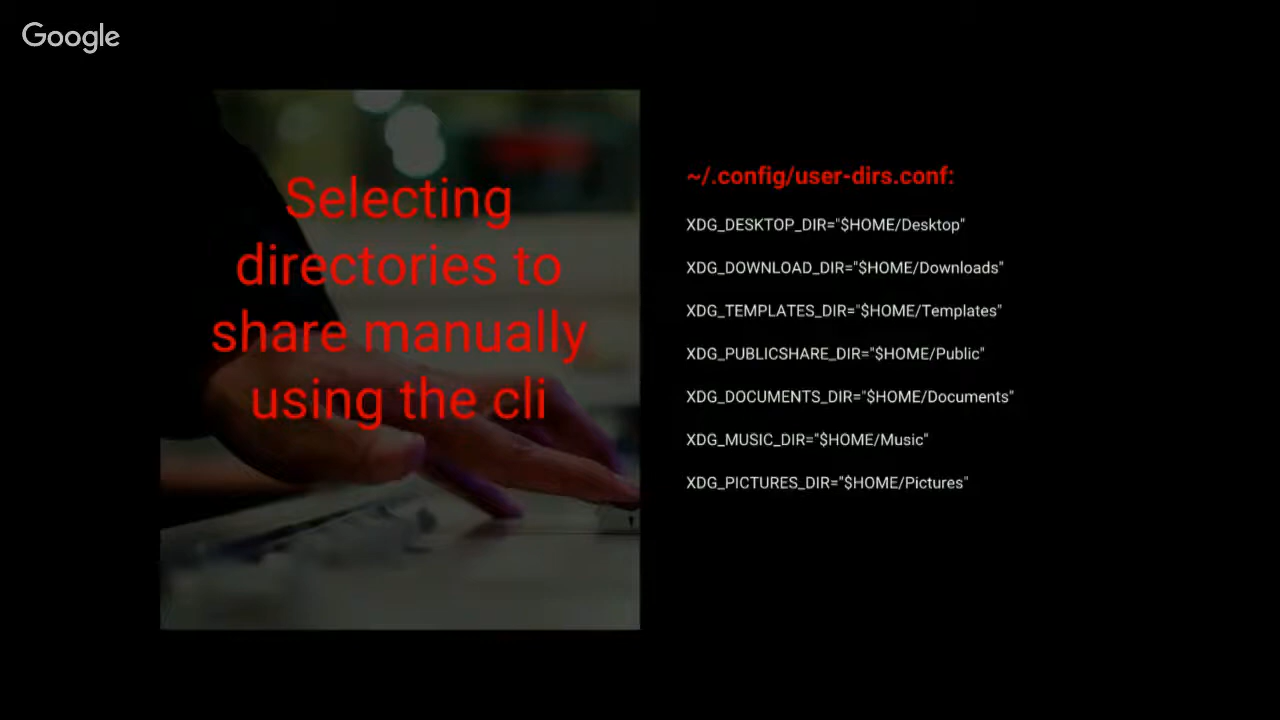 Google
Selecting
directories to
share manually
using the cli
~/.config/user-dirs.conf:
XDG_DESKTOP_DIR="$HOME/Desktop"
XDG_DOWNLOAD_DIR="$HOME/Downloads"
XDG_TEMPLATES_DIR="$HOME/Templates"
XDG_PUBLICSHARE_DIR="$HOME/Public"
XDG_DOCUMENTS_DIR="$HOME/Documents"
XDG_MUSIC_DIR="$HOME/Music"
XDG_PICTURES_DIR="$HOME/Pictures"